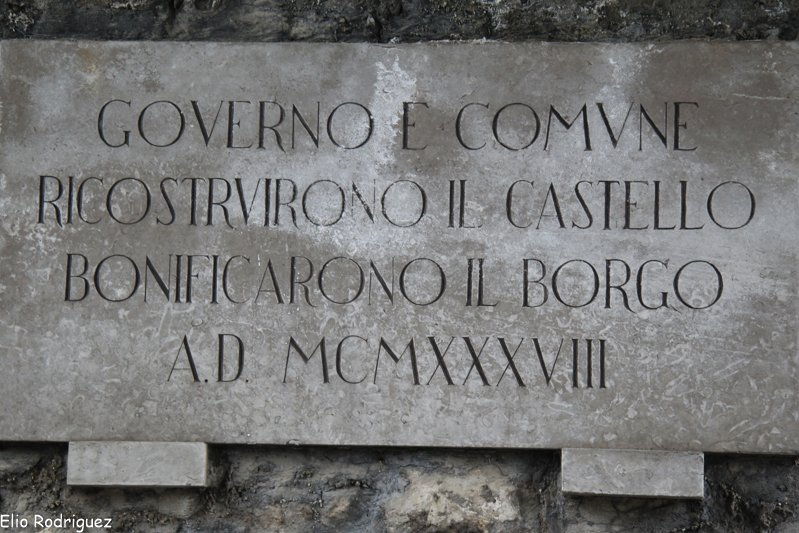 GOVERNO E COMVNE
RICOSTRVIRONO IL CASTELLO
BONIFICARONO IL BORGO
A.D. MCMXXXVIII
Elio Rodriguez